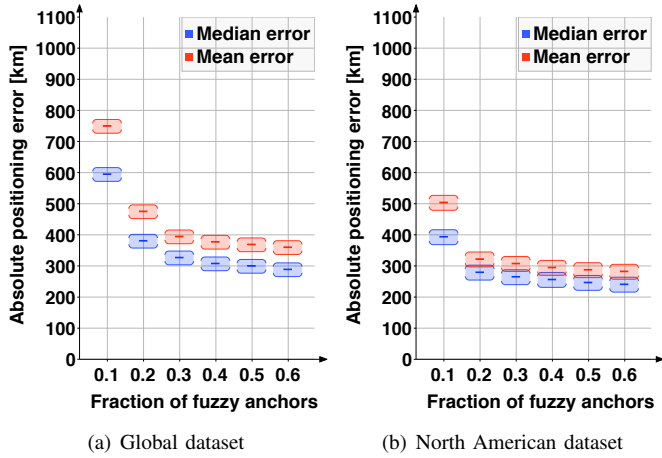 Absolute positioning error [km]
1100
1000
900
800
700
600
500
400
300
200
100
0
Median error
Mean error
0.1 0.2 0.3 0.4 0.5 0.6
Fraction of fuzzy anchors
(a) Global dataset
Absolute positioning error [km]
1100
1000
900
800
700
600
500
400
300
200
100
0
Median error
Mean error
0.1 0.2 0.3 0.4 0.5 0.6
Fraction of fuzzy anchors
(b) North American dataset